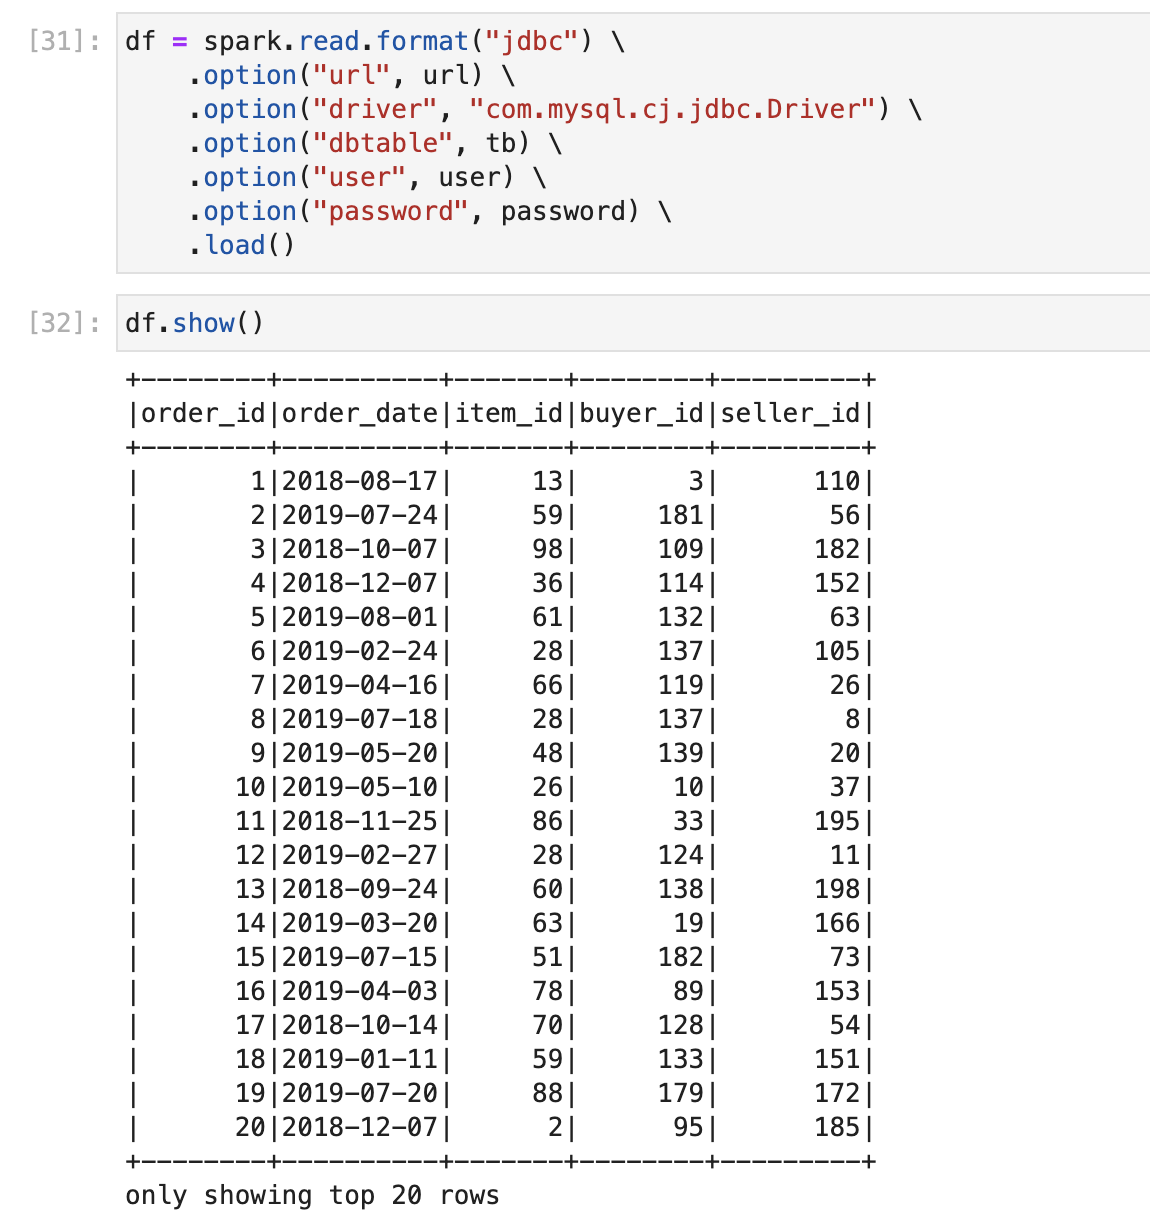 [31]: df = spark.read.format("jdbc") \
    .option("url", url) \
    .option("driver", "com.mysql.cj.jdbc.Driver") \
    .option("dbtable", tb) \
    .option("user", user) \
    .option("password", password) \
    .load()
[32]: df.show()
+--------+----------+-------+--------+---------+
|order_id|order_date|item_id|buyer_id|seller_id|
+--------+----------+-------+--------+---------+
|       1|2018-08-17|     13|       3|      110|
|       2|2019-07-24|     59|     181|       56|
|       3|2018-10-07|     98|     109|      182|
|       4|2018-12-07|     36|     114|      152|
|       5|2019-08-01|     61|     132|       63|
|       6|2019-02-24|     28|     137|      105|
|       7|2019-04-16|     66|     119|       26|
|       8|2019-07-18|     28|     137|        8|
|       9|2019-05-20|     48|     139|       20|
|      10|2019-05-10|     26|      10|       37|
|      11|2018-11-25|     86|      33|      195|
|      12|2019-02-27|     28|     124|       11|
|      13|2018-09-24|     60|     138|      198|
|      14|2019-03-20|     63|      19|      166|
|      15|2019-07-15|     51|     182|       73|
|      16|2019-04-03|     78|      89|      153|
|      17|2018-10-14|     70|     128|       54|
|      18|2019-01-11|     59|     133|      151|
|      19|2019-07-20|     88|     179|      172|
|      20|2018-12-07|      2|      95|      185|
+--------+----------+-------+--------+---------+
only showing top 20 rows